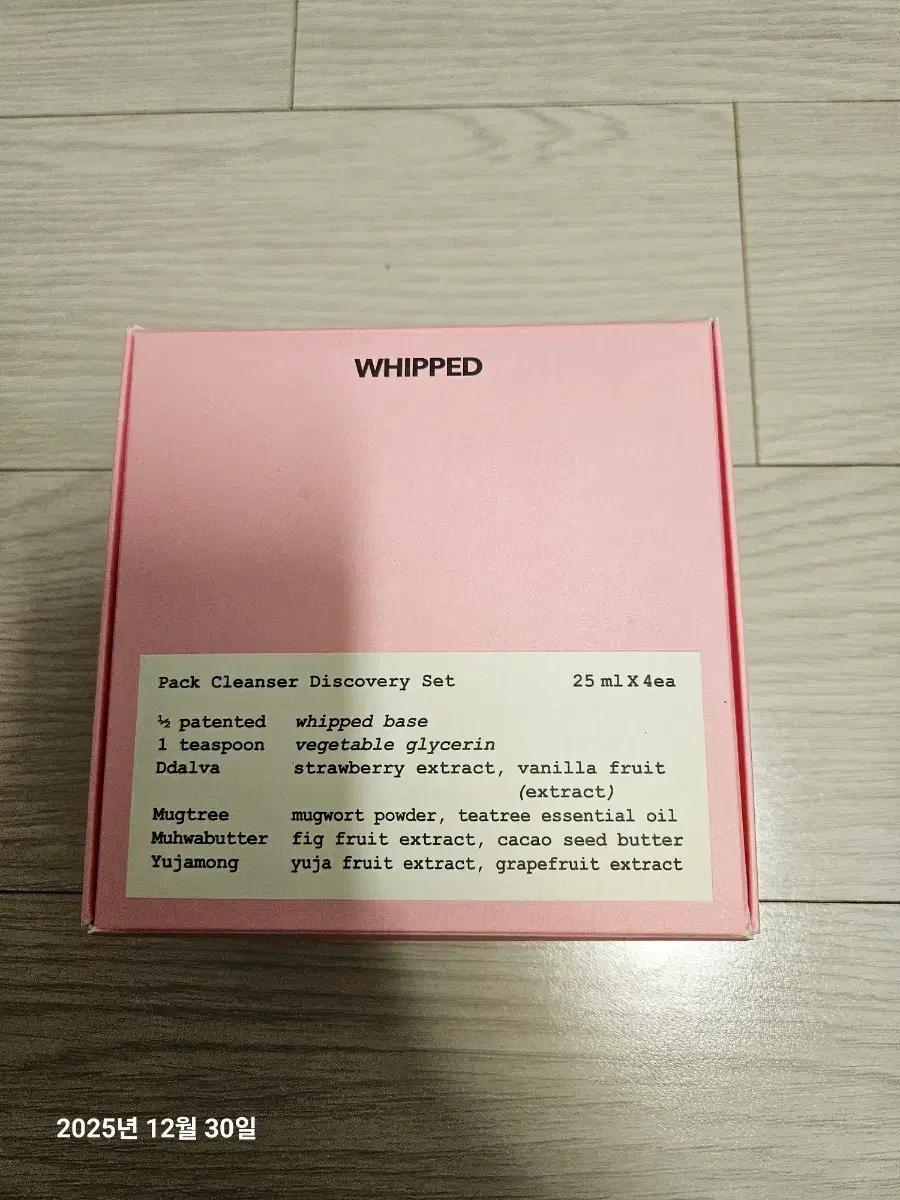 WHIPPED
Pack Cleanser Discovery Set 25 ml X 4ea
½ patented whipped base
1 teaspoon vegetable glycerin
Ddalva strawberry extract, vanilla fruit
(extract)
Mugtree mugwort powder, teatree essential oil
Muhwabutter fig fruit extract, cacao seed butter
Yujamong yuja fruit extract, grapefruit extract
2025년 12월 30일